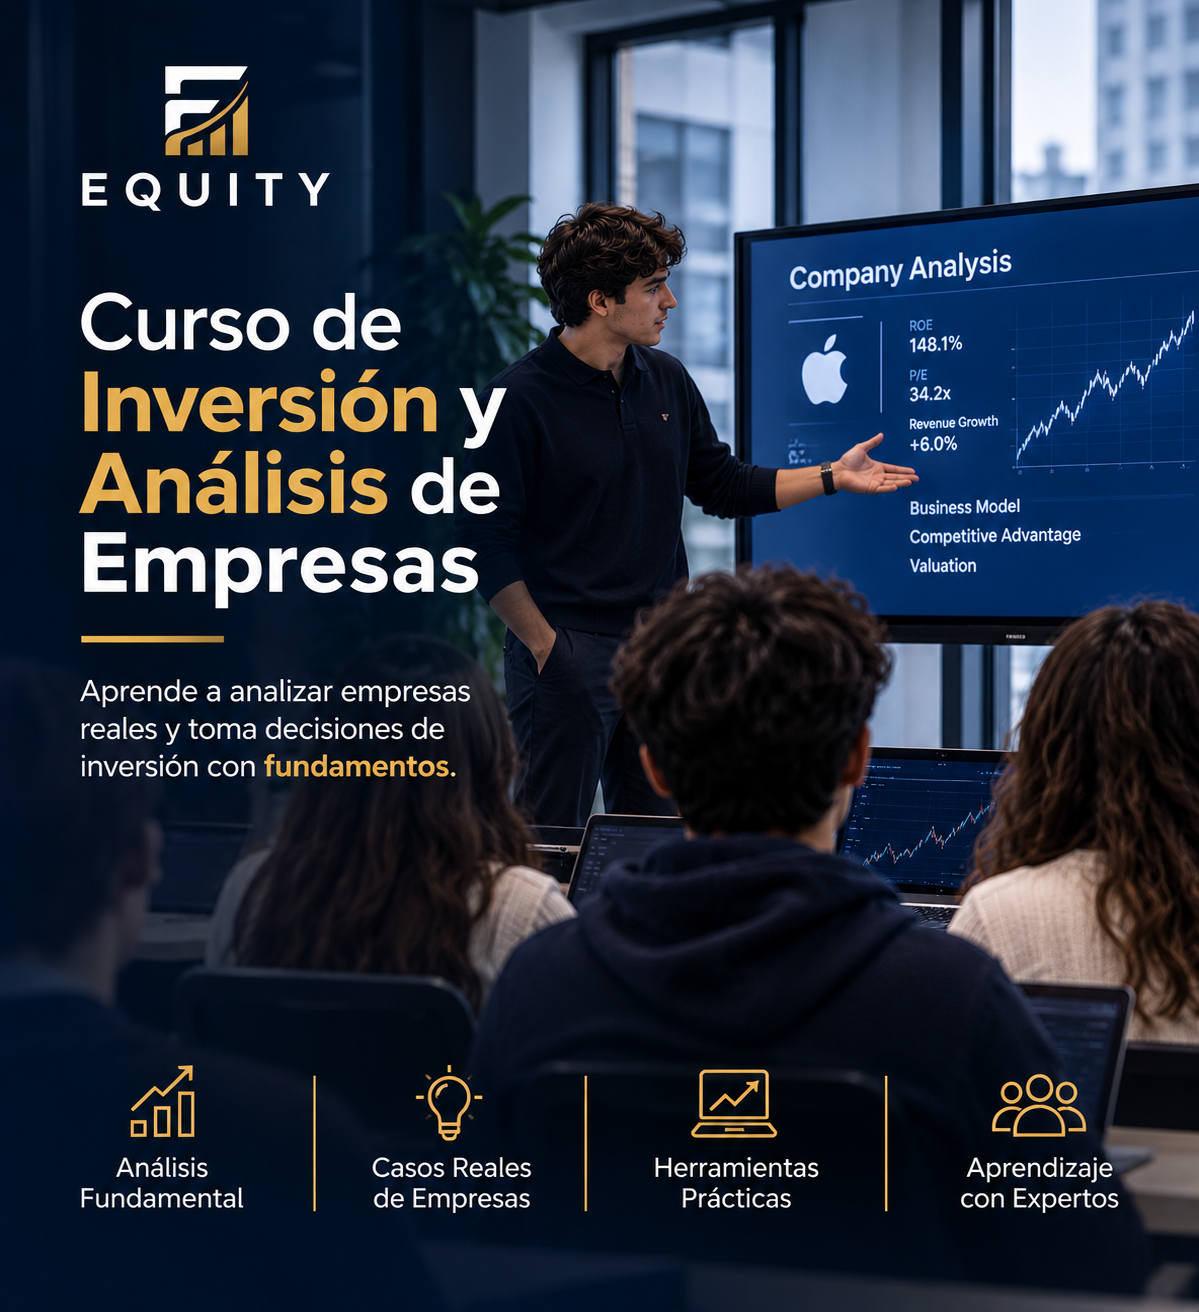 EQUITY
Curso de
Inversión y
Análisis de
Empresas
Aprende a analizar empresas
reales y toma decisiones de
inversión con fundamentos.
Company Analysis
ROE
148.1%
P/E
34.2x
Revenue Growth
+6.0%
Business Model
Competitive Advantage
Valuation
Análisis
Fundamental
Casos Reales
de Empresas
Herramientas
Prácticas
Aprendizaje
con Expertos